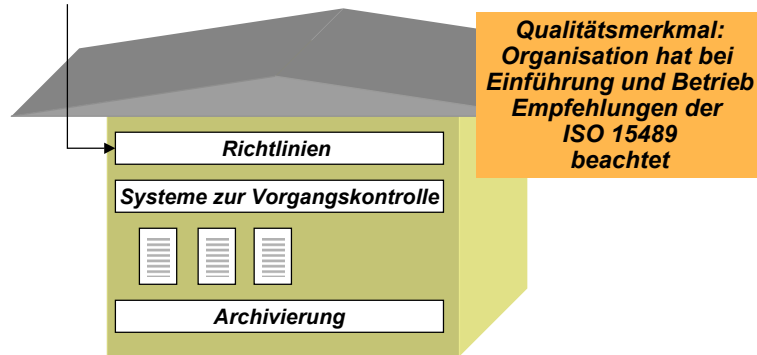 Qualitätsmerkmal:
Organisation hat bei
Einführung und Betrieb
Empfehlungen der
ISO 15489
beachtet
Richtlinien
Systeme zur Vorgangskontrolle
Archivierung